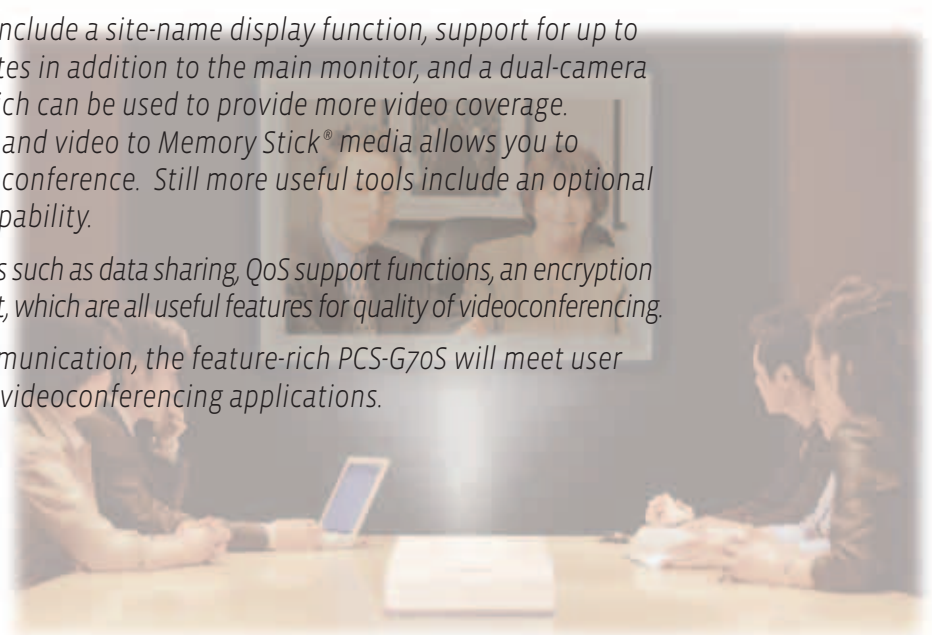 nclude a site-name display function, support for up to
tes in addition to the main monitor, and a dual-camera
ich can be used to provide more video coverage.
and video to Memory Stick® media allows you to
conference. Still more useful tools include an optional
pability.
s such as data sharing, QoS support functions, an encryption
t, which are all useful features for quality of videoconferencing.
munication, the feature-rich PCS-G70S will meet user
videoconferencing applications.